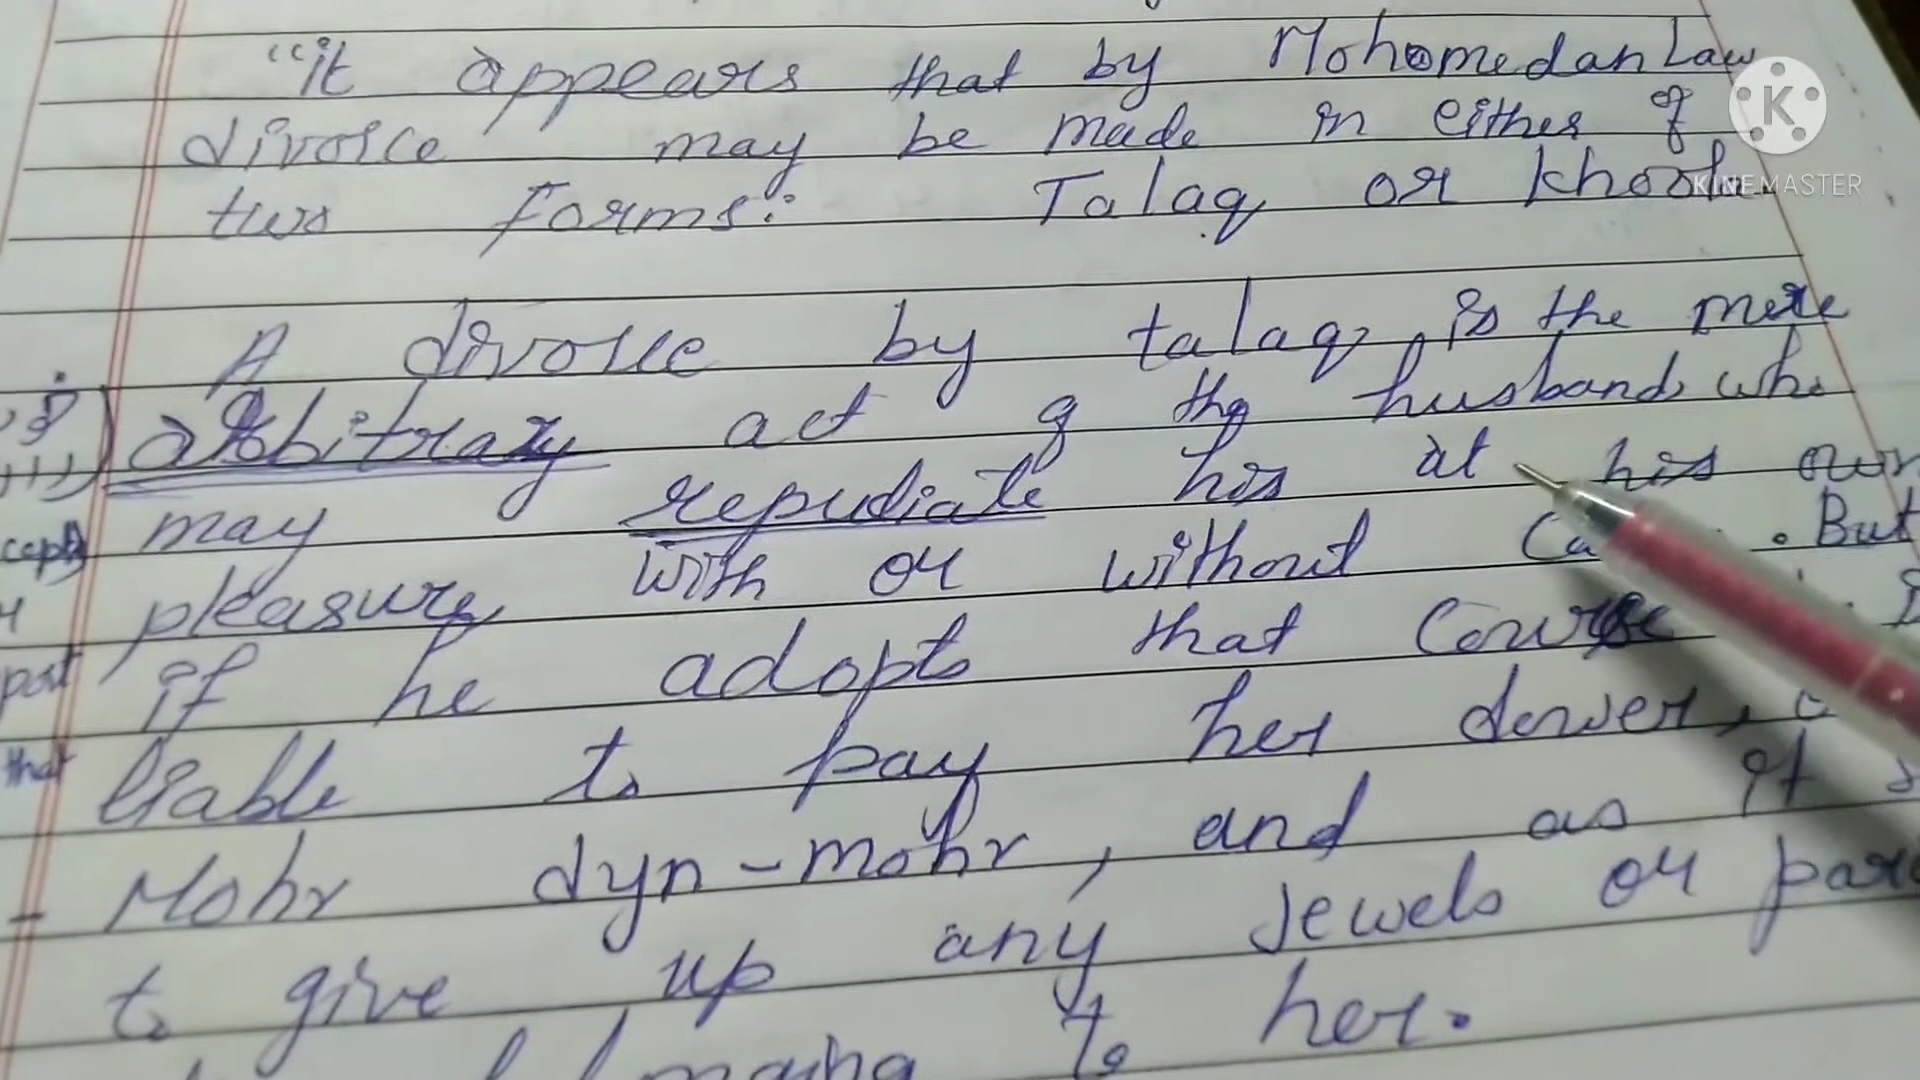 "it appears that by Mohomedan Law
divorce may be made in either of
two forms: Talaq or
A divorce by talaq, is the mere
arbitrary act of the husband, who
may repudiate his at his own
pleasure, with or without But
if he adopts that course
liable to pay her dower,
- Mohr dyn-mohr, and as
to give up any jewels or
to her.
that
KINEMASTER